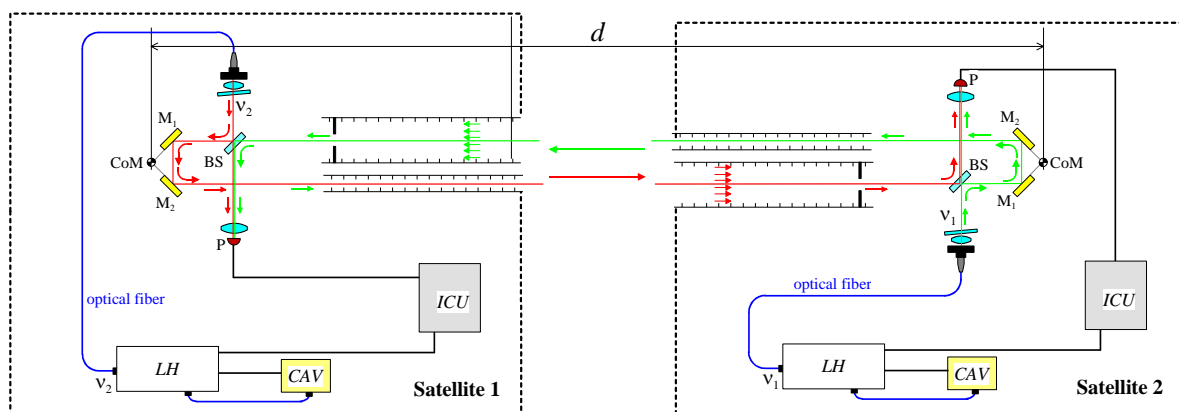 d
ν2
M1
BS
CoM
M2
P
optical fiber
ICU
LH
ν2
CAV
Satellite 1
P
M2
BS
CoM
M1
ν1
optical fiber
ICU
LH
ν1
CAV
Satellite 2